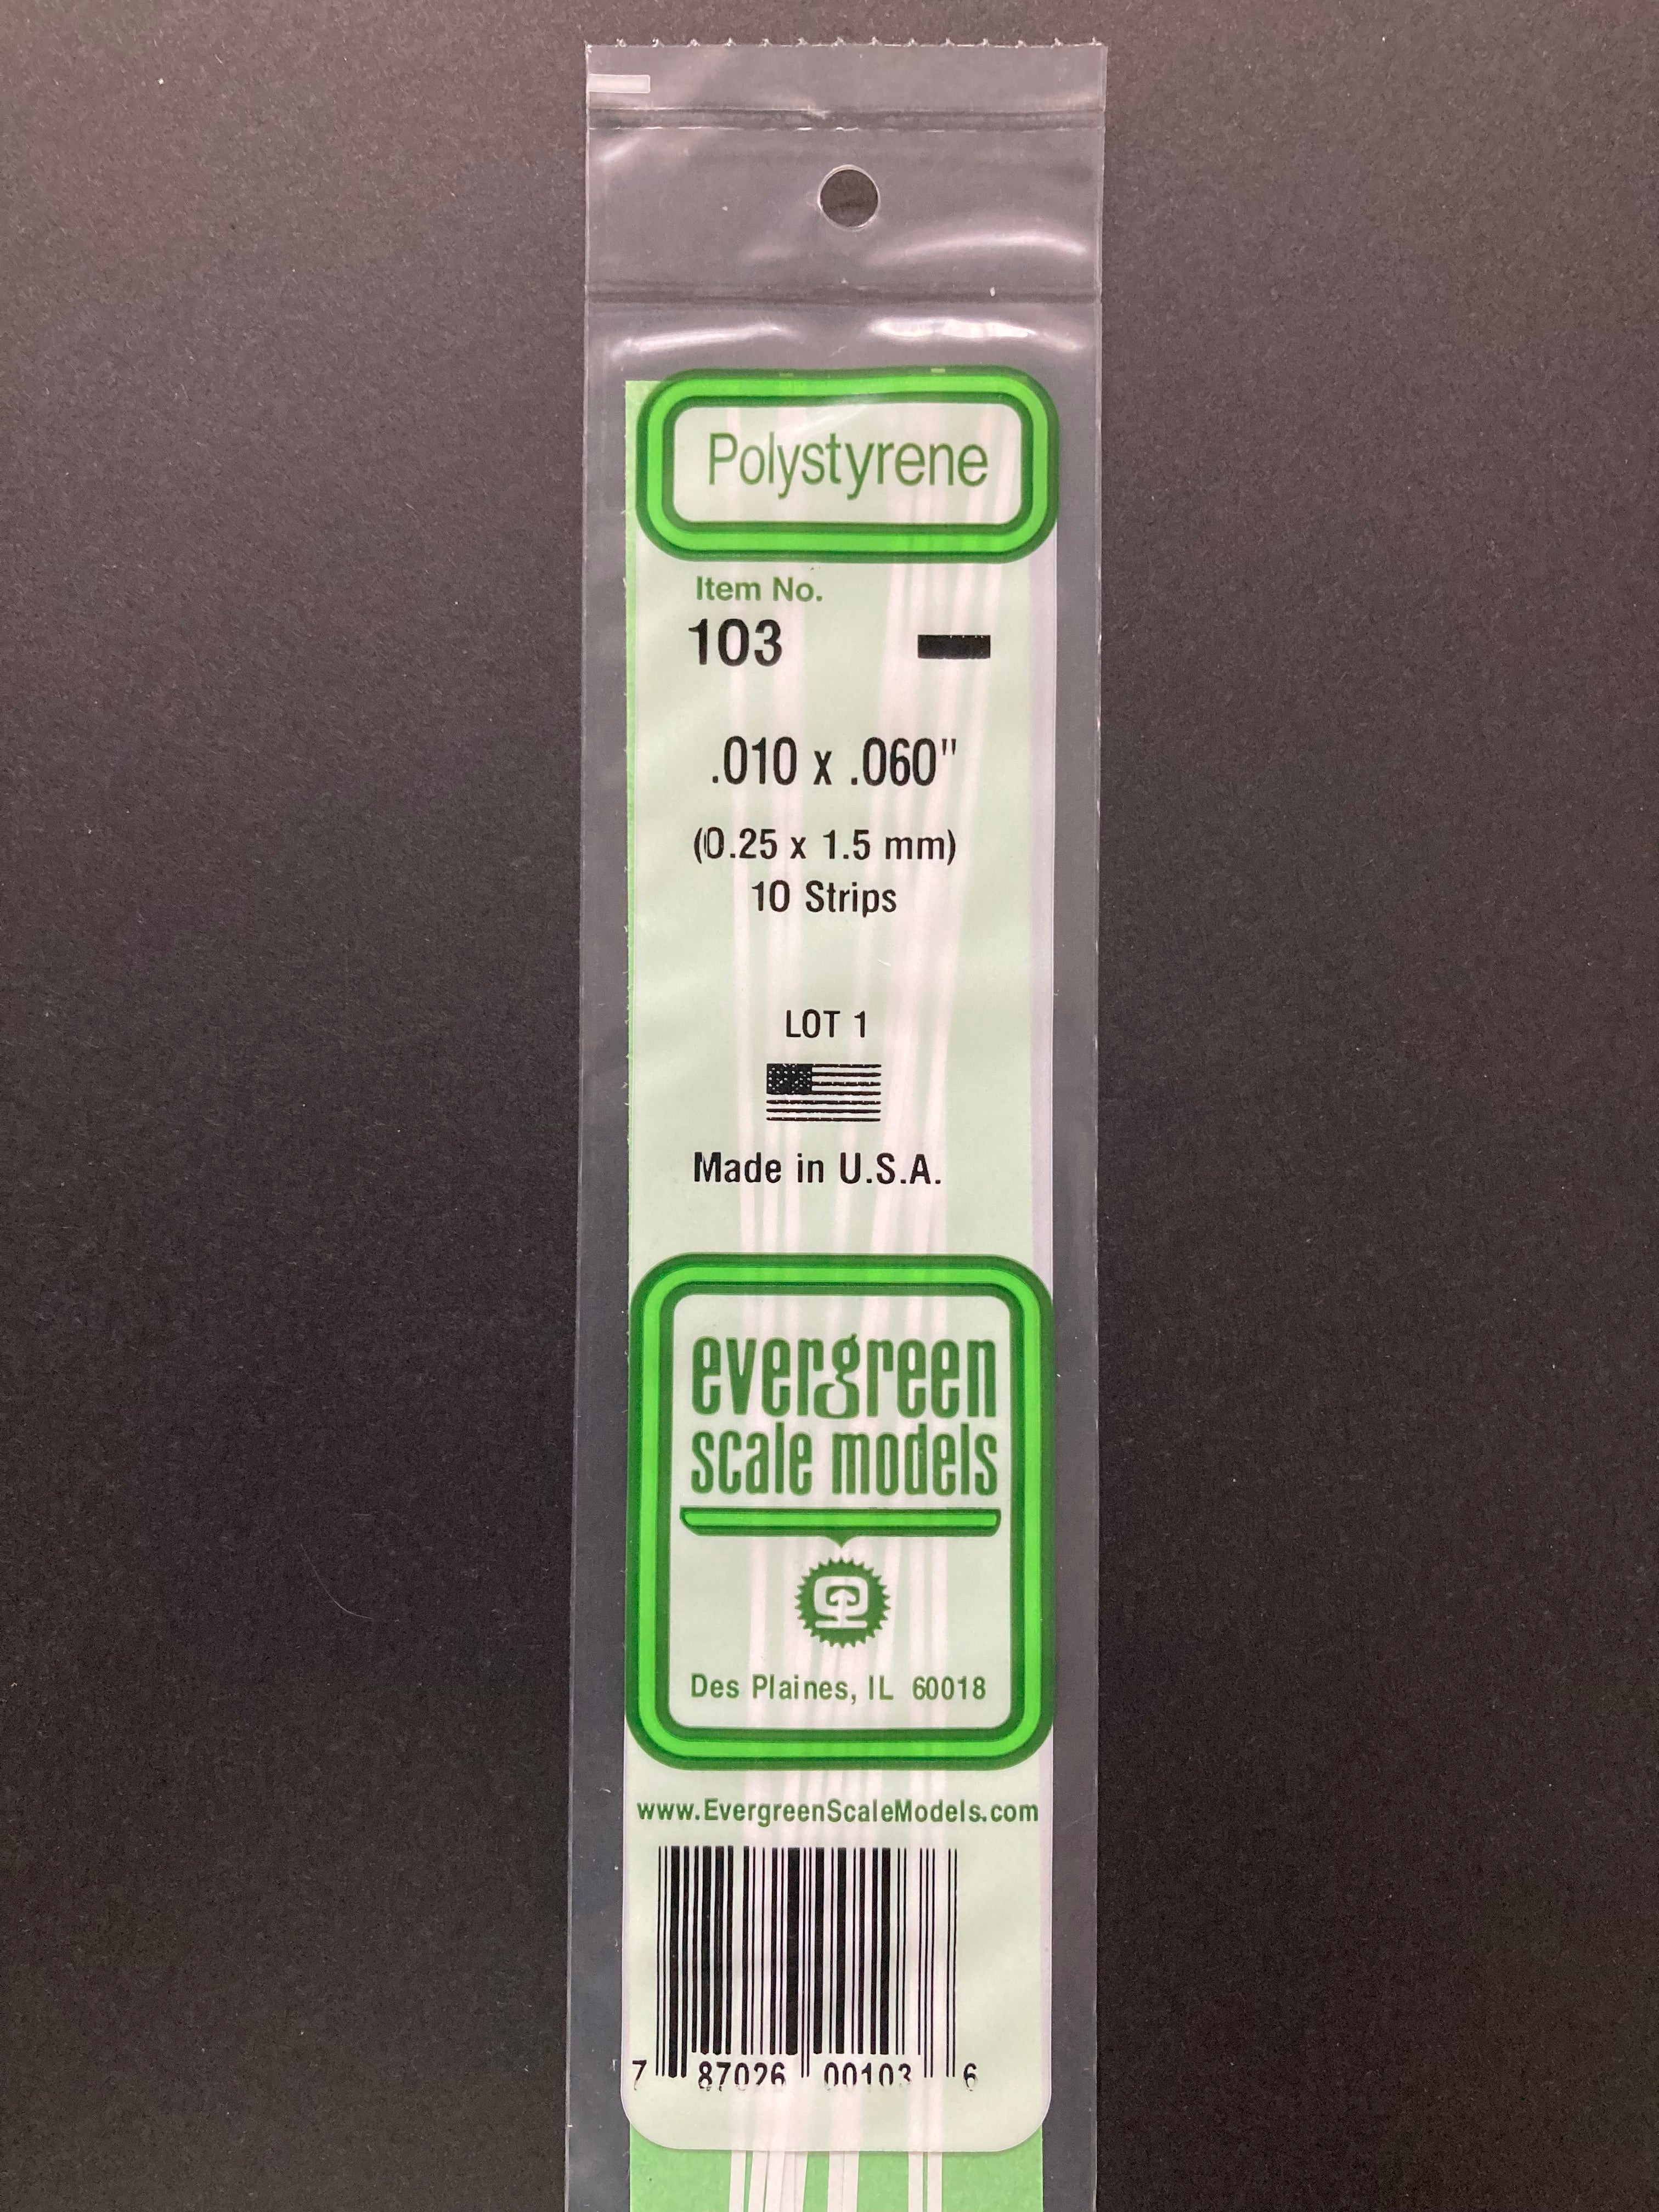 Polystyrene
Item No.
103
.010 x .060"
(0.25 x 1.5 mm)
10 Strips
LOT 1
Made in U.S.A.
evergreen
scale models
Des Plaines, IL 60018
www.EvergreenScaleModels.com
7 87026 00103 6